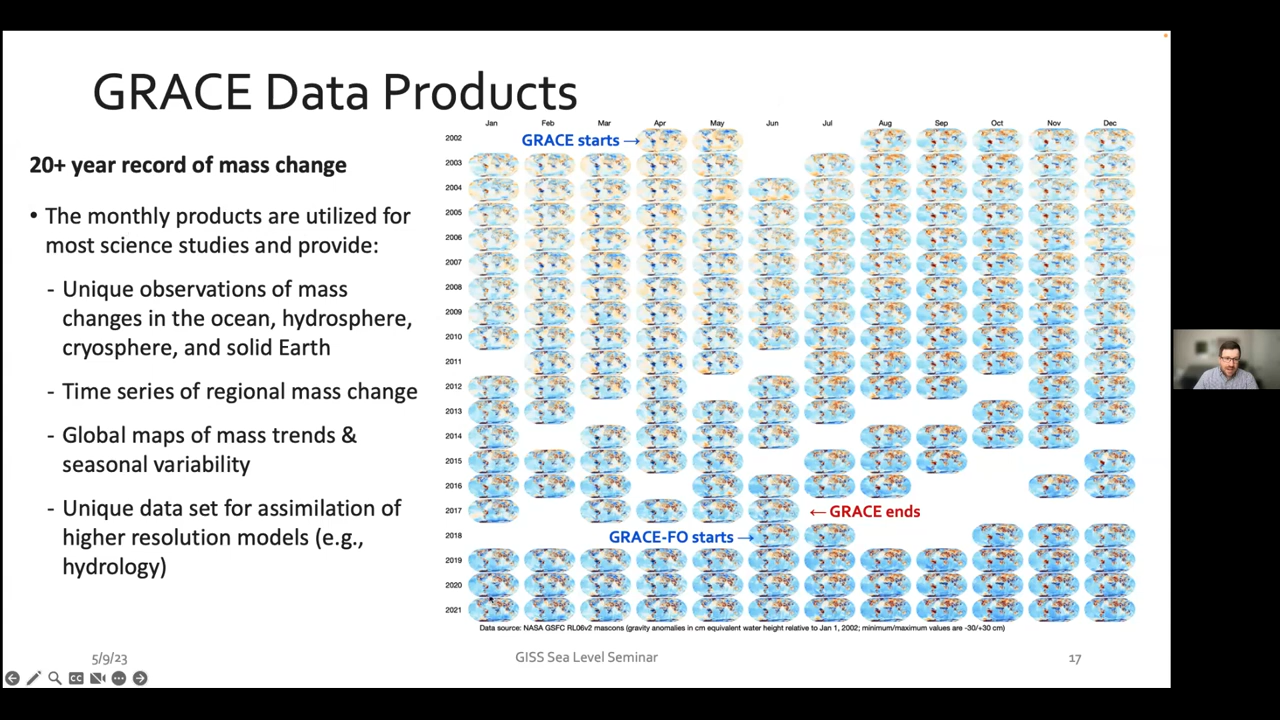 GRACE Data Products
20+ year record of mass change
• The monthly products are utilized for
most science studies and provide:
- Unique observations of mass
changes in the ocean, hydrosphere,
cryosphere, and solid Earth
- Time series of regional mass change
- Global maps of mass trends &
seasonal variability
- Unique data set for assimilation of
higher resolution models (e.g.,
hydrology)
Jan Feb Mar Apr May Jun Jul Aug Sep Oct Nov Dec
2002 GRACE starts →
2003
2004
2005
2006
2007
2008
2009
2010
2011
2012
2013
2014
2015
2016
2017 ← GRACE ends
2018 GRACE-FO starts →
2019
2020
2021
Data source: NASA GSFC RL06v2 mascons (gravity anomalies in cm equivalent water height relative to Jan 1, 2002; minimum/maximum values are -30/+30 cm)
5/9/23 GISS Sea Level Seminar 17
CC